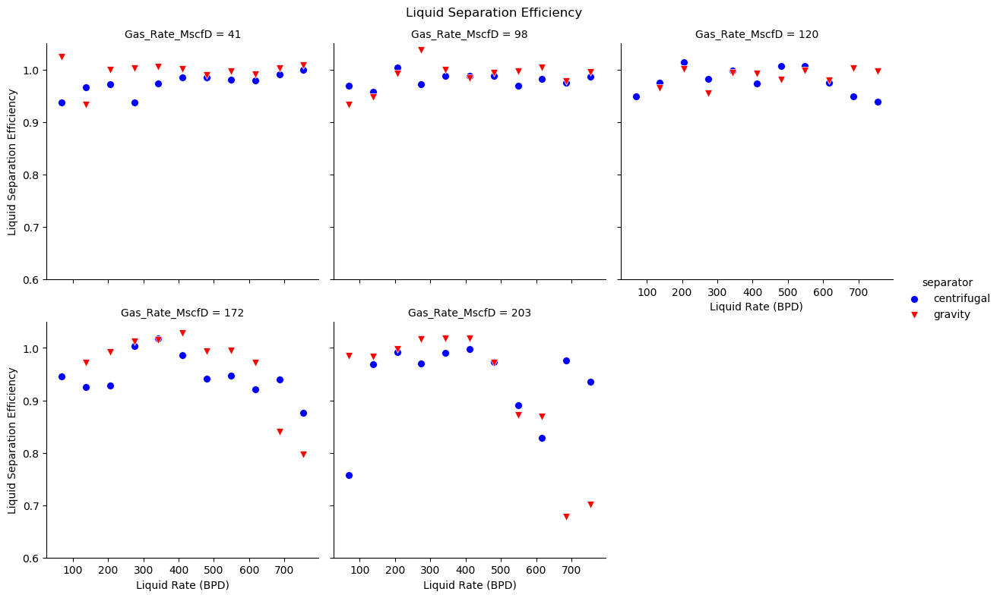 Liquid Separation Efficiency
Gas_Rate_MscfD = 41
Gas_Rate_MscfD = 98
Gas_Rate_MscfD = 120
Liquid Separation Efficiency
1.0
0.9
0.8
0.7
0.6
100 200 300 400 500 600 700
Liquid Rate (BPD)
separator
centrifugal
gravity
Gas_Rate_MscfD = 172
Gas_Rate_MscfD = 203
Liquid Separation Efficiency
1.0
0.9
0.8
0.7
0.6
100 200 300 400 500 600 700
Liquid Rate (BPD)
100 200 300 400 500 600 700
Liquid Rate (BPD)